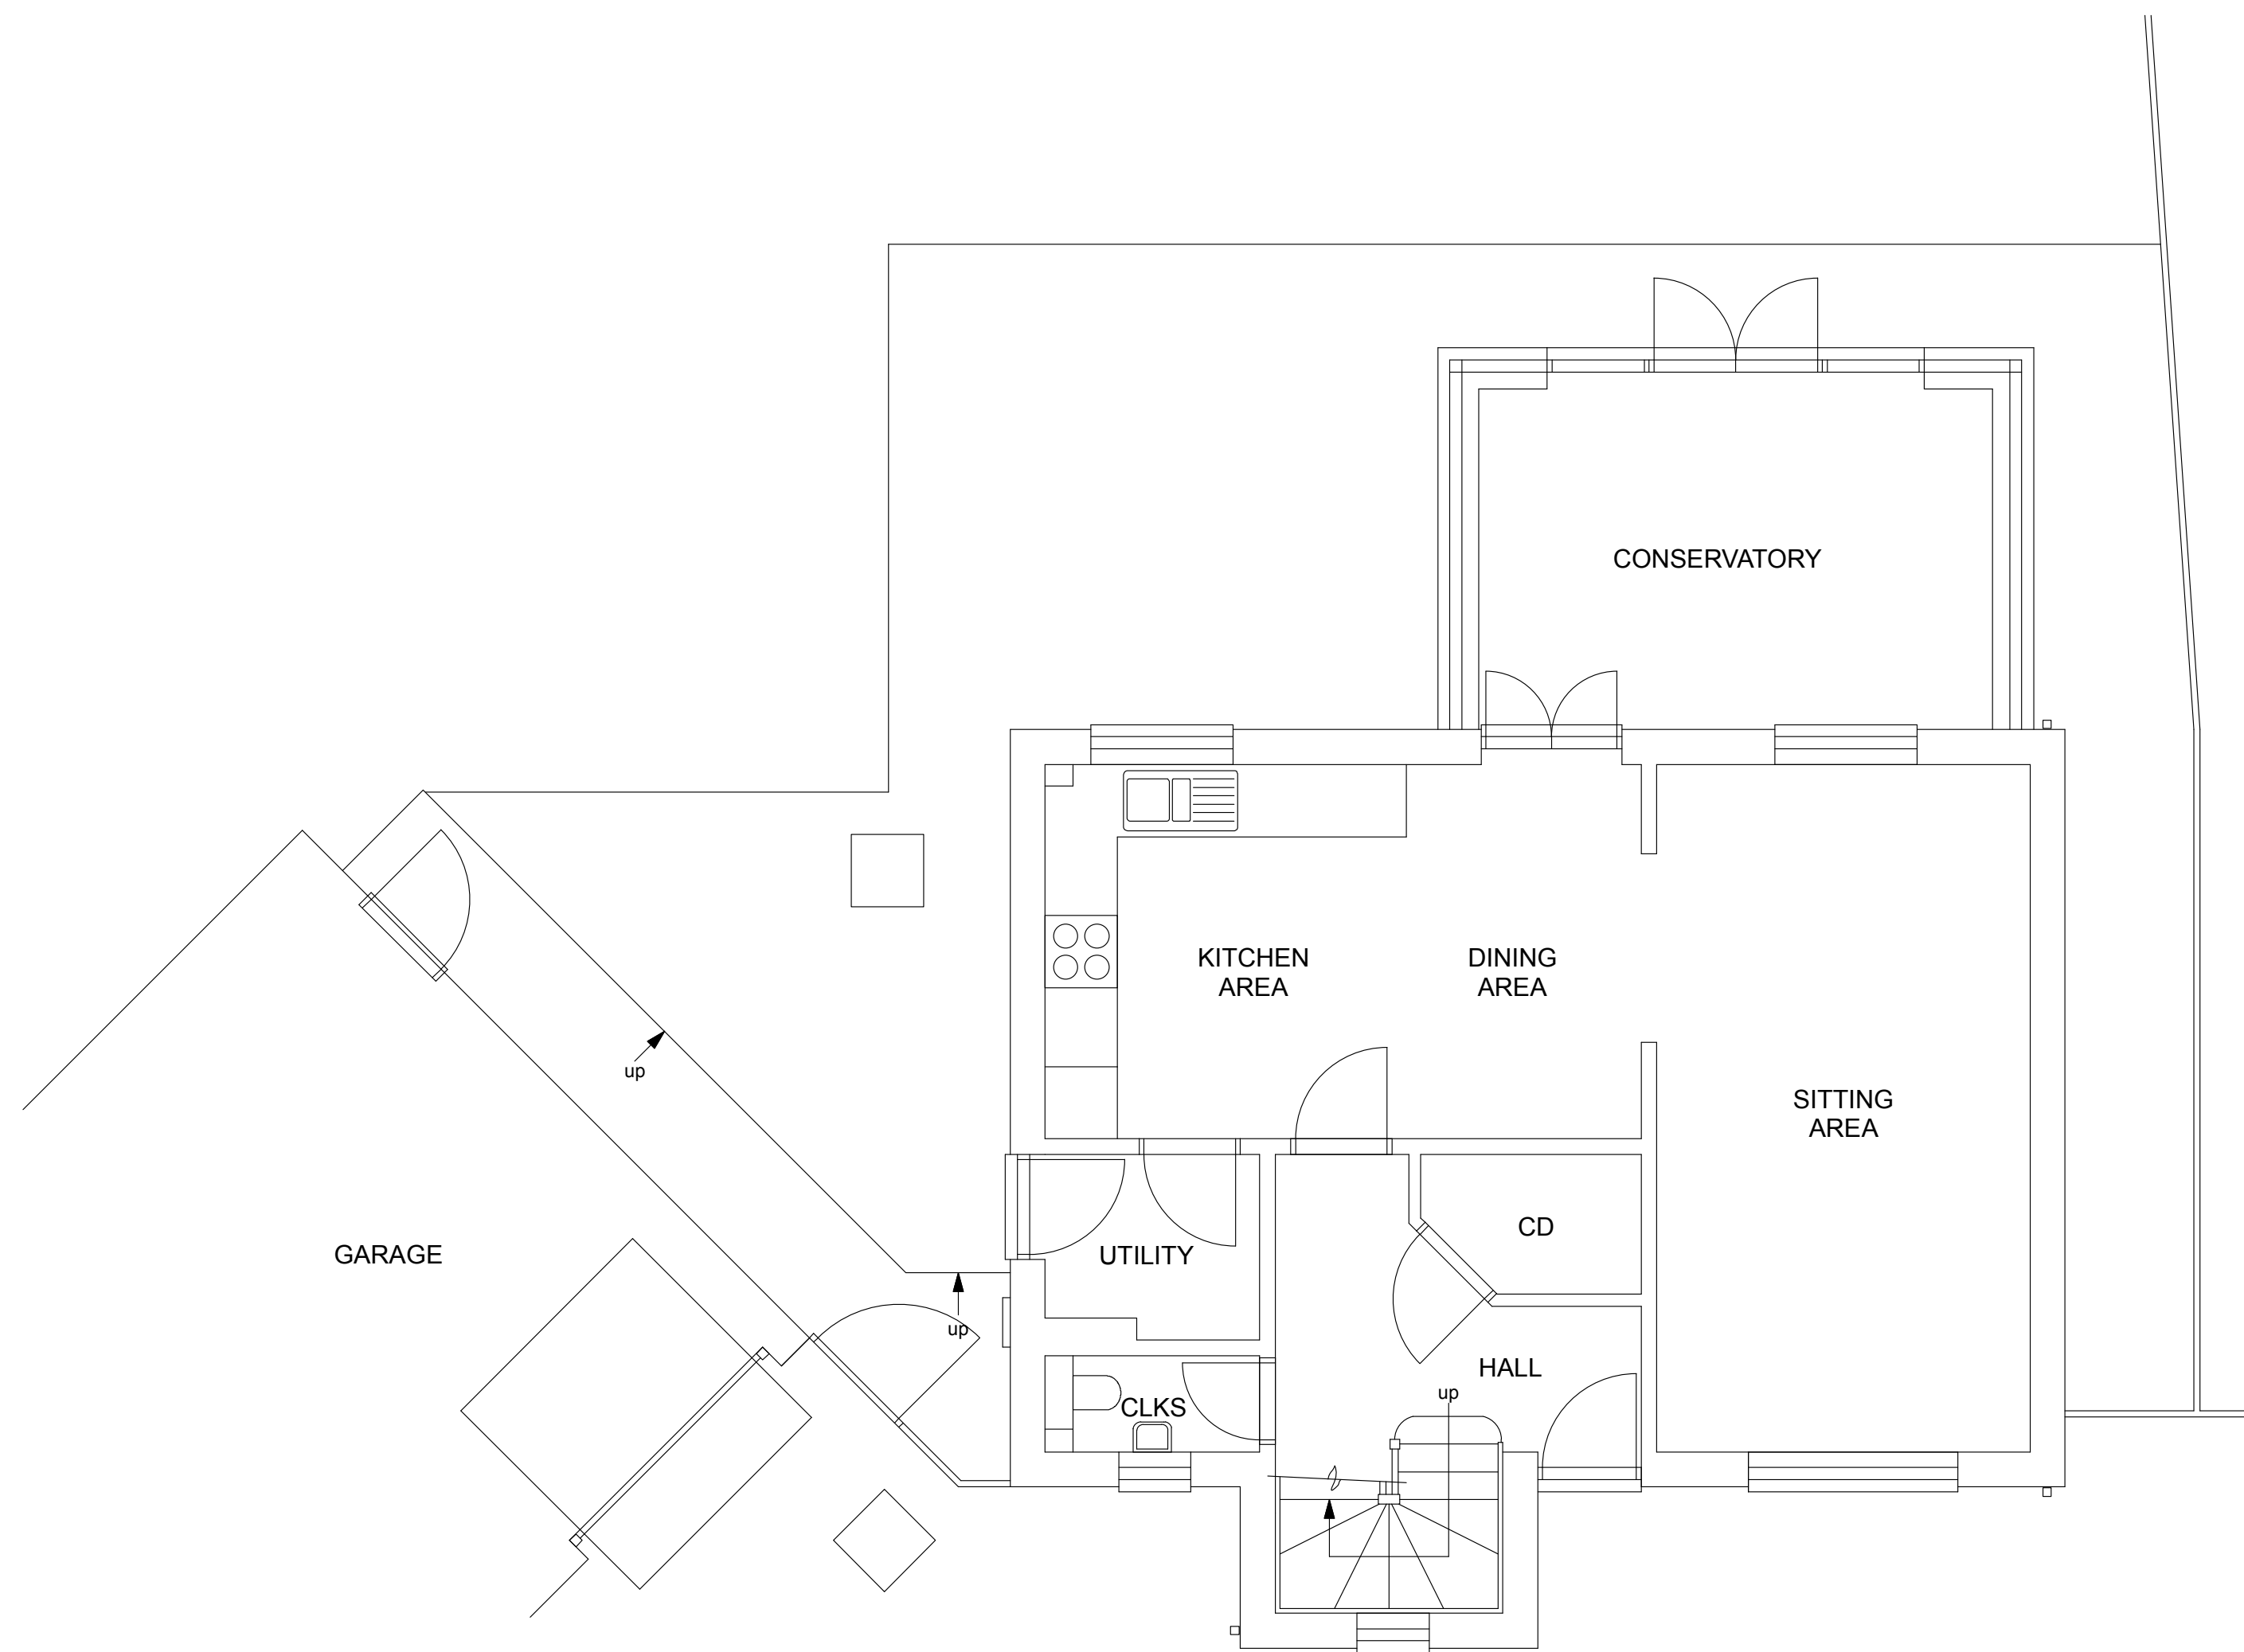 CONSERVATORY
KITCHEN
AREA
DINING
AREA
up
SITTING
AREA
CD
GARAGE
UTILITY
up
HALL
up
CLKS